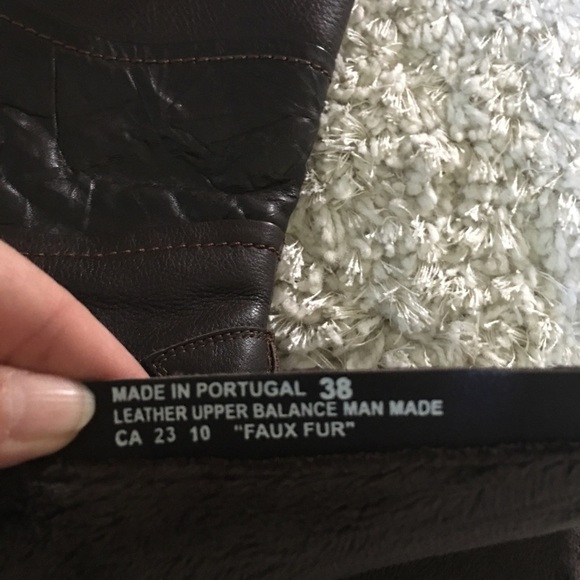 MADE IN PORTUGAL 38
LEATHER UPPER BALANCE MAN MADE
CA 23 10 "FAUX FUR"